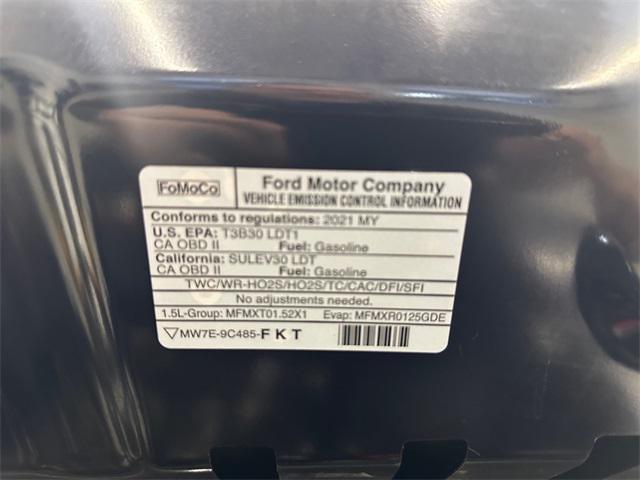 FoMoCo
Ford Motor Company
VEHICLE EMISSION CONTROL INFORMATION
Conforms to regulations: 2021 MY
U.S. EPA: T3B30 LDT1
CA OBD II Fuel: Gasoline
California: SULEV30 LDT
CA OBD II Fuel: Gasoline
TWC/WR-HO2S/HO2S/TC/CAC/DFI/SFI
No adjustments needed.
1.5L-Group: MFMXT01.52X1 Evap: MFMXR0125GDE
MW7E-9C485-F K T